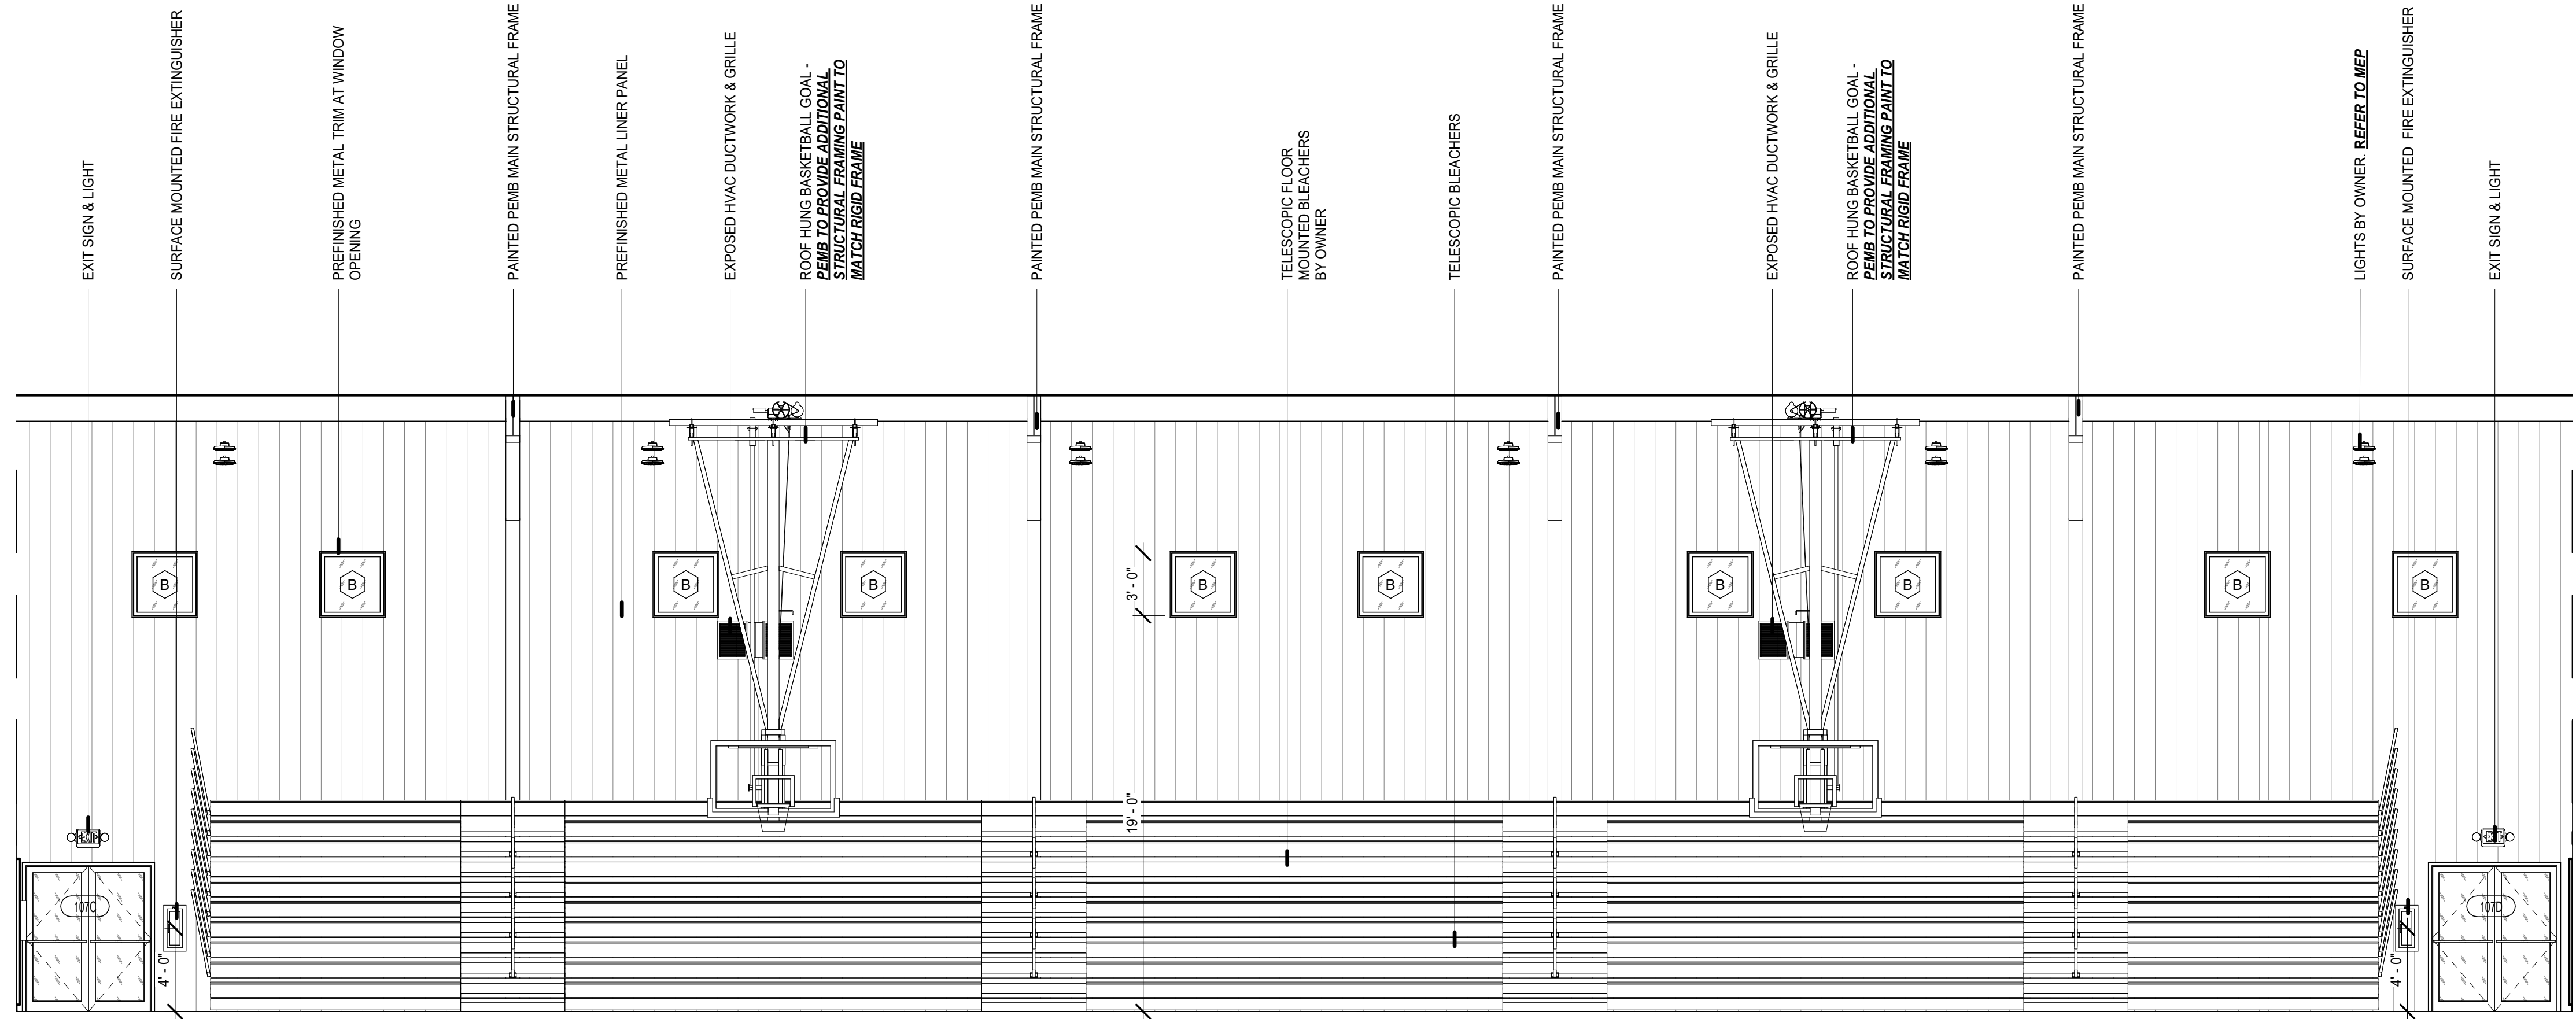 EXIT SIGN & LIGHT
SURFACE MOUNTED FIRE EXTINGUISHER
PREFINISHED METAL TRIM AT WINDOW
OPENING
PAINTED PEMB MAIN STRUCTURAL FRAME
PREFINISHED METAL LINER PANEL
EXPOSED HVAC DUCTWORK & GRILLE
ROOF HUNG BASKETBALL GOAL -
PEMB TO PROVIDE ADDITIONAL
STRUCTURAL FRAMING PAINT TO
MATCH RIGID FRAME
PAINTED PEMB MAIN STRUCTURAL FRAME
TELESCOPIC FLOOR
MOUNTED BLEACHERS
BY OWNER
TELESCOPIC BLEACHERS
PAINTED PEMB MAIN STRUCTURAL FRAME
EXPOSED HVAC DUCTWORK & GRILLE
ROOF HUNG BASKETBALL GOAL -
PEMB TO PROVIDE ADDITIONAL
STRUCTURAL FRAMING PAINT TO
MATCH RIGID FRAME
PAINTED PEMB MAIN STRUCTURAL FRAME
LIGHTS BY OWNER. REFER TO MEP
SURFACE MOUNTED FIRE EXTINGUISHER
EXIT SIGN & LIGHT
B
B
B
B
B
B
B
B
B
B
3' - 0"
19' - 0"
107C
4' - 0"
107D
4' - 0"